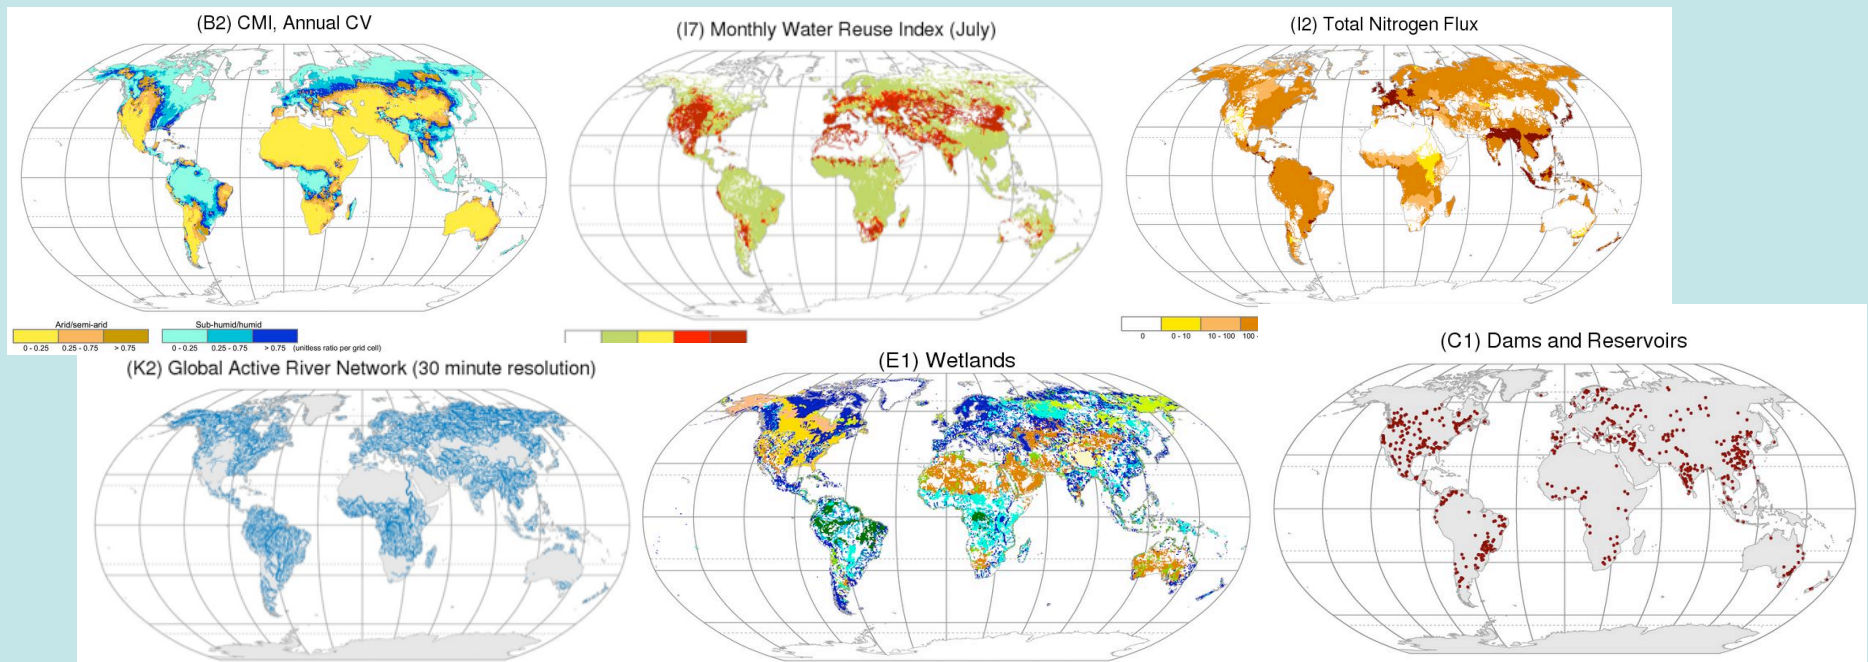 (B2) CMI, Annual CV
(I7) Monthly Water Reuse Index (July)
(I2) Total Nitrogen Flux
Arid/semi-arid
Sub-humid/humid
0 - 0.25 0.25 - 0.75 > 0.75
0 - 0.25 0.25 - 0.75 > 0.75 (unitless ratio per grid cell)
0 0 - 10 10 - 100 100 -
(K2) Global Active River Network (30 minute resolution)
(E1) Wetlands
(C1) Dams and Reservoirs